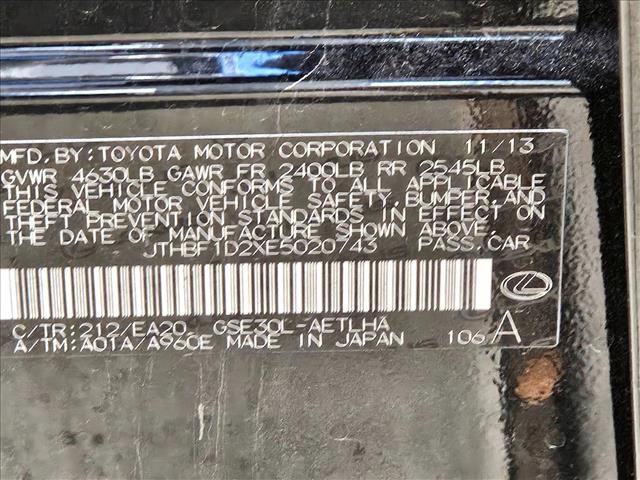 MFD. BY: TOYOTA MOTOR CORPORATION 11/13
GVWR 4630LB GAWR FR 2400LB RR 2545LB
THIS VEHICLE CONFORMS TO ALL APPLICABLE
FEDERAL MOTOR VEHICLE SAFETY, BUMPER, AND
THEFT PREVENTION STANDARDS IN EFFECT ON
THE DATE OF MANUFACTURE SHOWN ABOVE.
JTHBF1D2XE5020743 PASS. CAR
C/TR: 212/EA20 GSE30L-AETLHA
A/TM: A01A/A960E MADE IN JAPAN 106 A